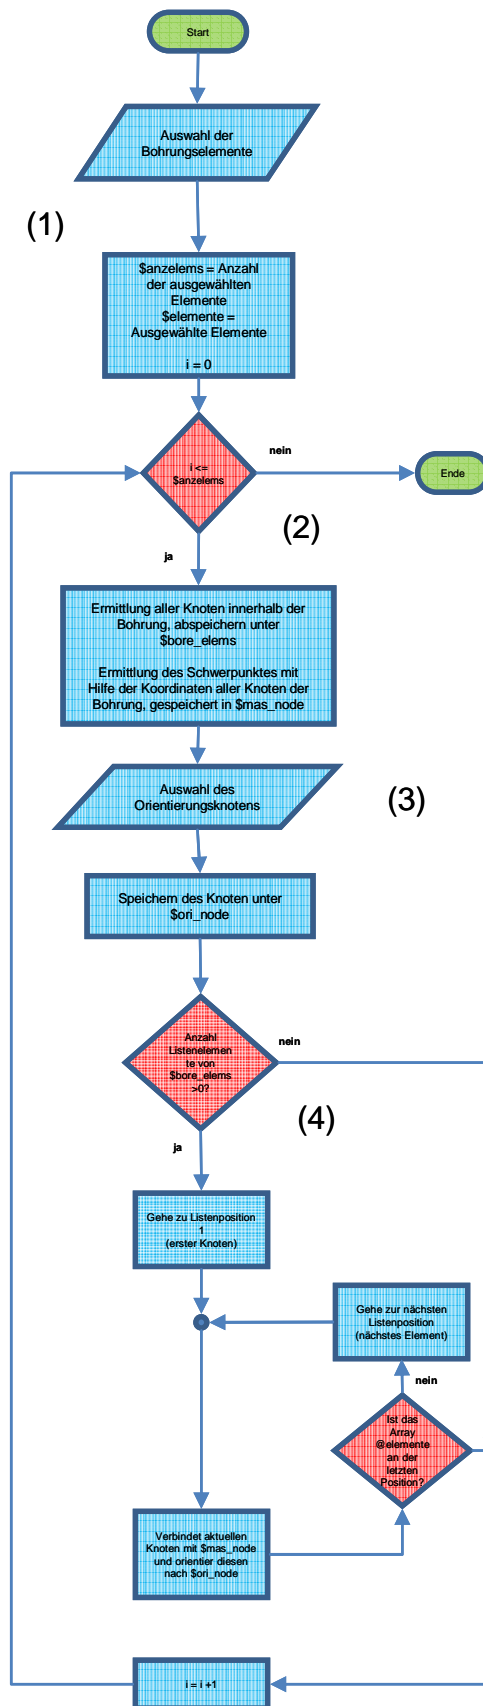 Start
Auswahl der
Bohrungselemente
(1)
$anzelems = Anzahl
der ausgewählten
Elemente
$elemente =
Ausgewählte Elemente
i = 0
i <=
$anzelems
nein
Ende
(2)
ja
Ermittlung aller Knoten innerhalb der
Bohrung, abspeichern unter
$bore_elems
Ermittlung des Schwerpunktes mit
Hilfe der Koordinaten aller Knoten der
Bohrung, gespeichert in $mas_node
Auswahl des
Orientierungsknotens
(3)
Speichern des Knoten unter
$ori_node
Anzahl
Listenelemen
te von
$bore_elems
>0?
nein
(4)
ja
Gehe zu Listenposition
1
(erster Knoten)
Gehe zur nächsten
Listenposition
(nächstes Element)
nein
Ist das
Array
@elemente
an der
letzten
Position?
Verbindet aktuellen
Knoten mit $mas_node
und orientier diesen
nach $ori_node
i = i +1